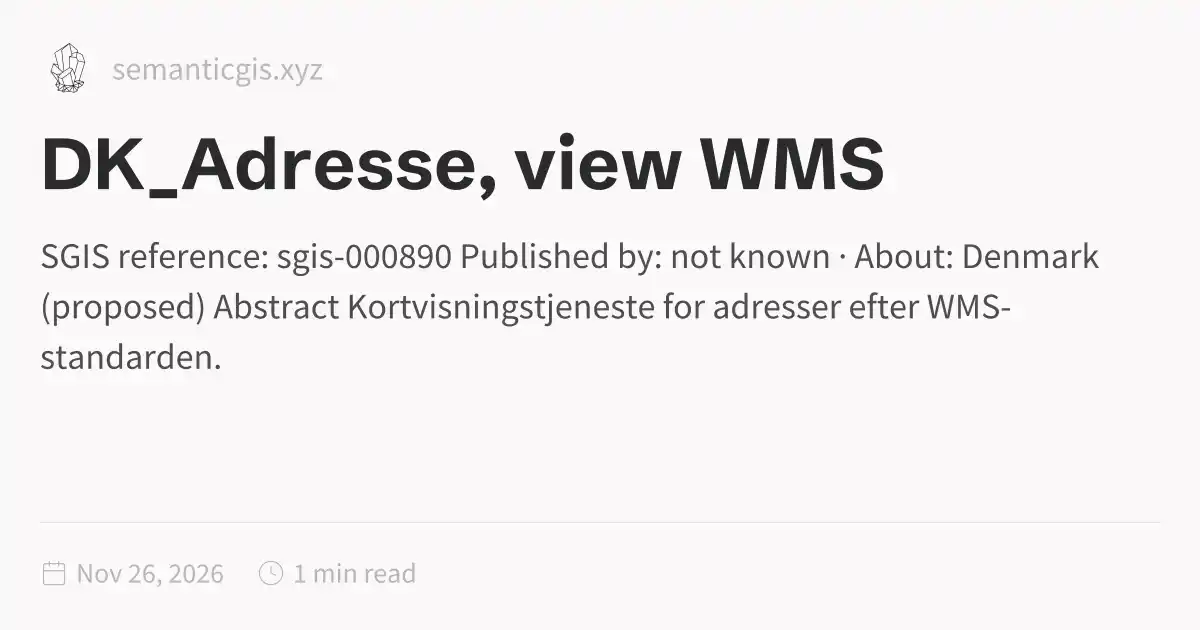 semanticgis.xyz
DK_Adresse, view WMS
SGIS reference: sgis-000890 Published by: not known · About: Denmark
(proposed) Abstract Kortvisningstjeneste for adresser efter WMS-
standarden.
Nov 26, 2026 1 min read